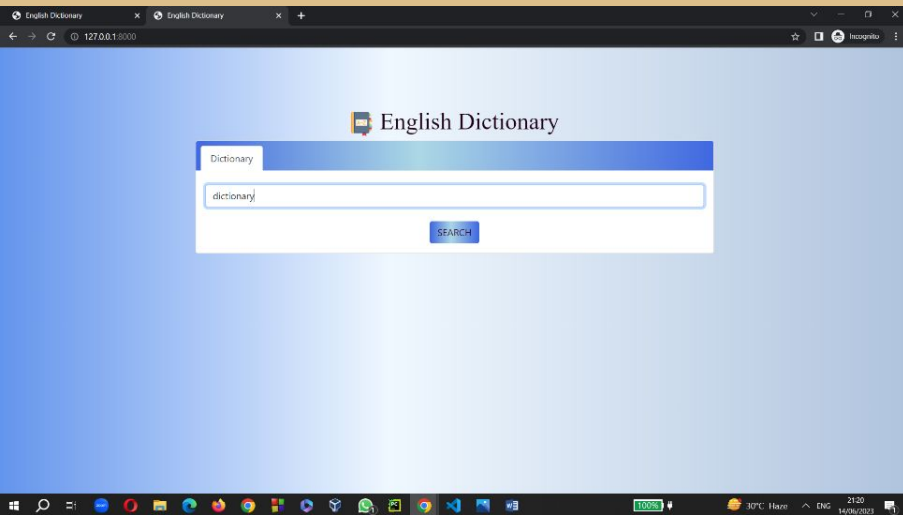 English Dictionary
English Dictionary
127.0.0.1:8000
Incognito
English Dictionary
Dictionary
dictionary
SEARCH
100%
30°C Haze
ENG
21:20
14/06/2023